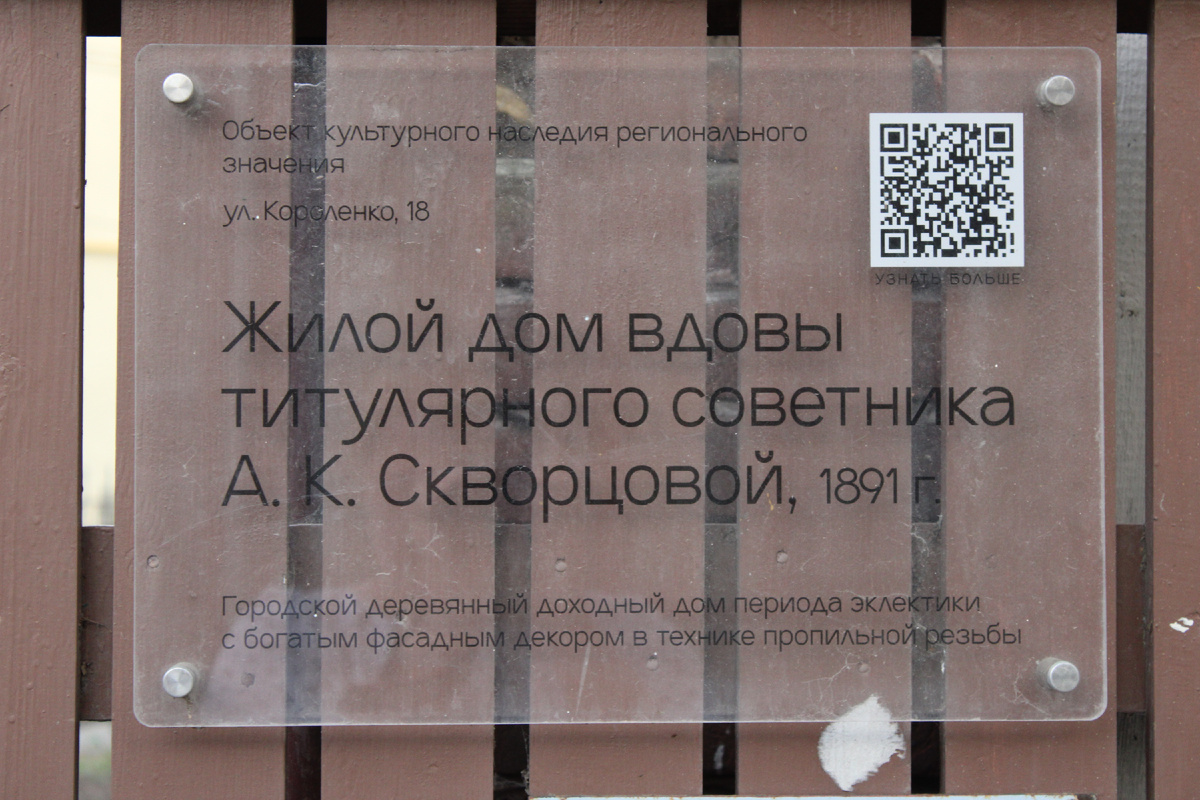 Объект культурного наследия регионального
значения
ул. Короленко, 18
УЗНАТЬ БОЛЬШЕ
Жилой дом вдовы
титулярного советника
А. К. Скворцовой, 1891 г.
Городской деревянный доходный дом периода эклектики
с богатым фасадным декором в технике пропильной резьбы